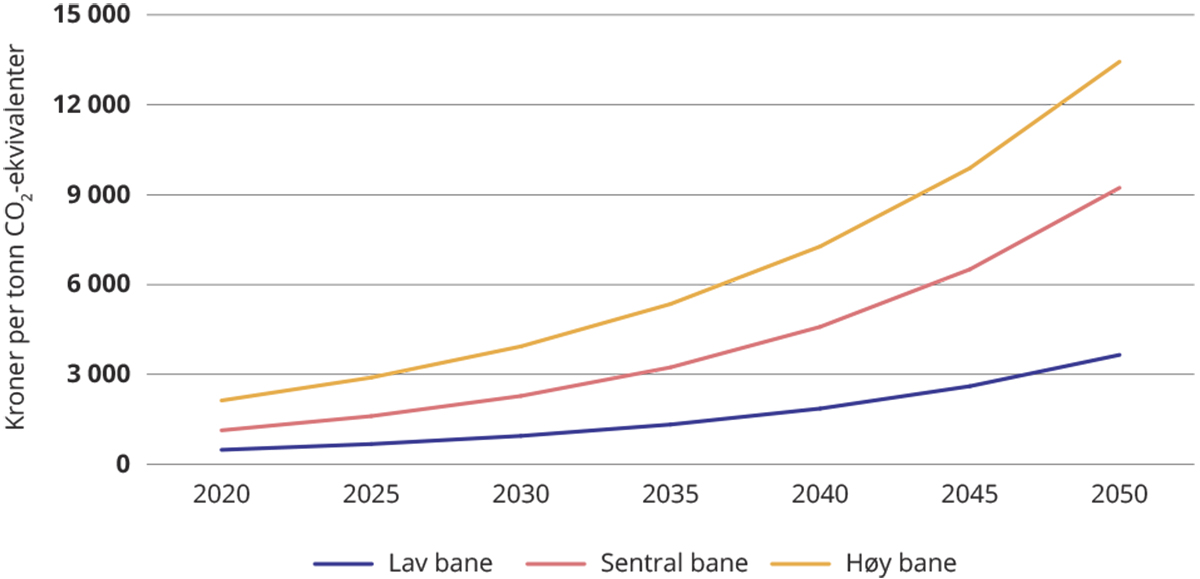 Kroner per tonn CO₂-ekvivalenter
15 000
12 000
9 000
6 000
3 000
0
2020 2025 2030 2035 2040 2045 2050
Lav bane Sentral bane Høy bane